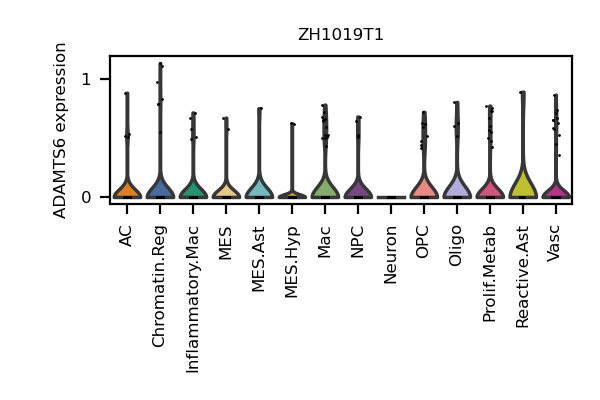 ZH1019T1
ADAMTS6 expression
1
0
AC
Chromatin.Reg
Inflammatory.Mac
MES
MES.Ast
MES.Hyp
Mac
NPC
Neuron
OPC
Oligo
Prolif.Metab
Reactive.Ast
Vasc